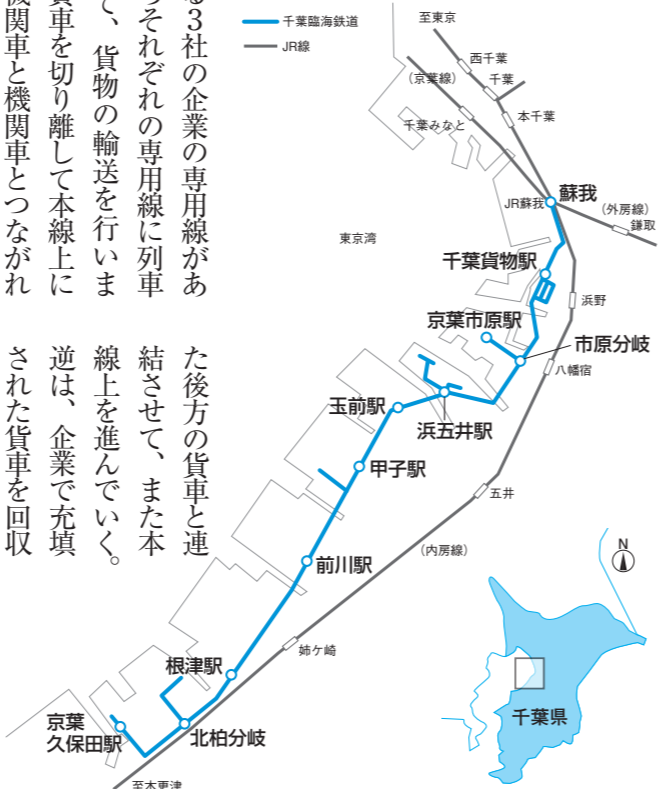 る3社の企業の専用線があ
らそれぞれの専用線に列車
て、貨物の輸送を行いま
貨車を切り離して本線上に
機関車と機関車とつながれ
た後方の貨車と連
結させて、また本
線上を進んでいく。
逆は、企業で充填
された貨車を回収
千葉臨海鉄道
JR線
至東京
西千葉
(京葉線)
千葉
千葉みなと
本千葉
JR蘇我
蘇我
(外房線)
鎌取
東京湾
千葉貨物駅
浜野
京葉市原駅
市原分岐
八幡宿
玉前駅
浜五井駅
甲子駅
五井
前川駅
(内房線)
N
姉ケ崎
根津駅
千葉県
京葉
久保田駅
北柏分岐
至木更津